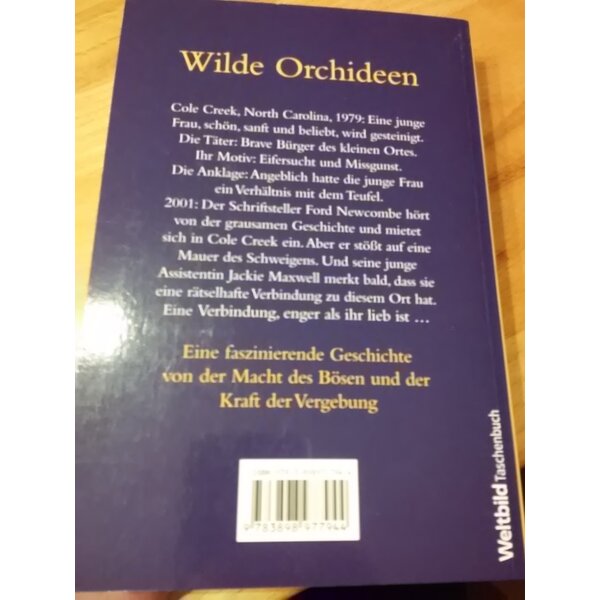 Wilde Orchideen
Cole Creek, North Carolina, 1979: Eine junge
Frau, schön, sanft und beliebt, wird gesteinigt.
Die Täter: Brave Bürger des kleinen Ortes.
Ihr Motiv: Eifersucht und Missgunst.
Die Anklage: Angeblich hatte die junge Frau
ein Verhältnis mit dem Teufel.
2001: Der Schriftsteller Ford Newcombe hört
von der grausamen Geschichte und mietet
sich in Cole Creek ein. Aber er stößt auf eine
Mauer des Schweigens. Und seine junge
Assistentin Jackie Maxwell merkt bald, dass sie
eine rätselhafte Verbindung zu diesem Ort hat.
Eine Verbindung, enger als ihr lieb ist ...
Eine faszinierende Geschichte
von der Macht des Bösen und der
Kraft der Vergebung
9 783898 977944
Weltbild Taschenbuch